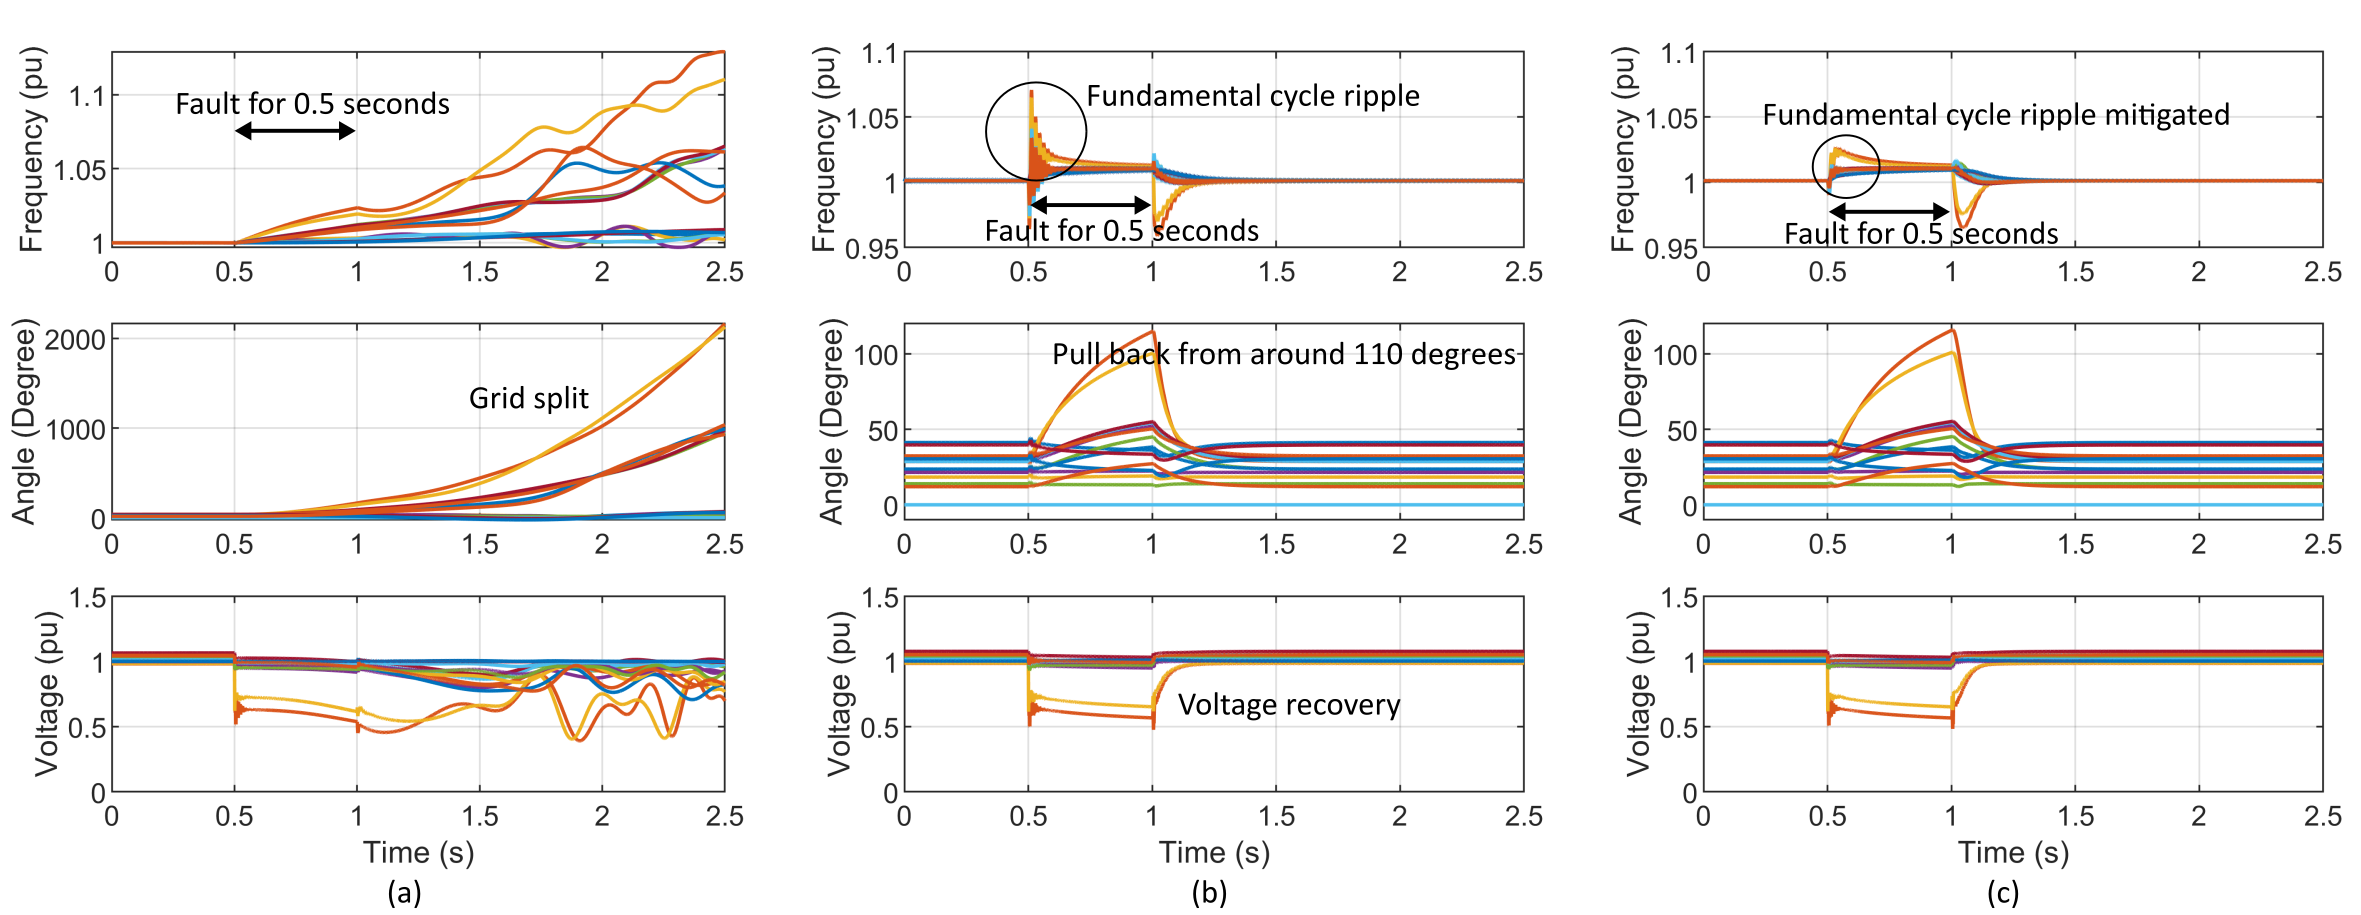 Frequency (pu)
1.1
1.05
1
Fault for 0.5 seconds
0 0.5 1 1.5 2 2.5
Angle (Degree)
2000
1000
0
Grid split
0 0.5 1 1.5 2 2.5
Voltage (pu)
1.5
1
0.5
0
0 0.5 1 1.5 2 2.5
Time (s)
(a)
Frequency (pu)
1.1
1.05
1
0.95
Fundamental cycle ripple
Fault for 0.5 seconds
0 0.5 1 1.5 2 2.5
Angle (Degree)
100
50
0
Pull back from around 110 degrees
0 0.5 1 1.5 2 2.5
Voltage (pu)
1.5
1
0.5
0
Voltage recovery
0 0.5 1 1.5 2 2.5
Time (s)
(b)
Frequency (pu)
1.1
1.05
1
0.95
Fundamental cycle ripple mitigated
Fault for 0.5 seconds
0 0.5 1 1.5 2 2.5
Angle (Degree)
100
50
0
0 0.5 1 1.5 2 2.5
Voltage (pu)
1.5
1
0.5
0
0 0.5 1 1.5 2 2.5
Time (s)
(c)